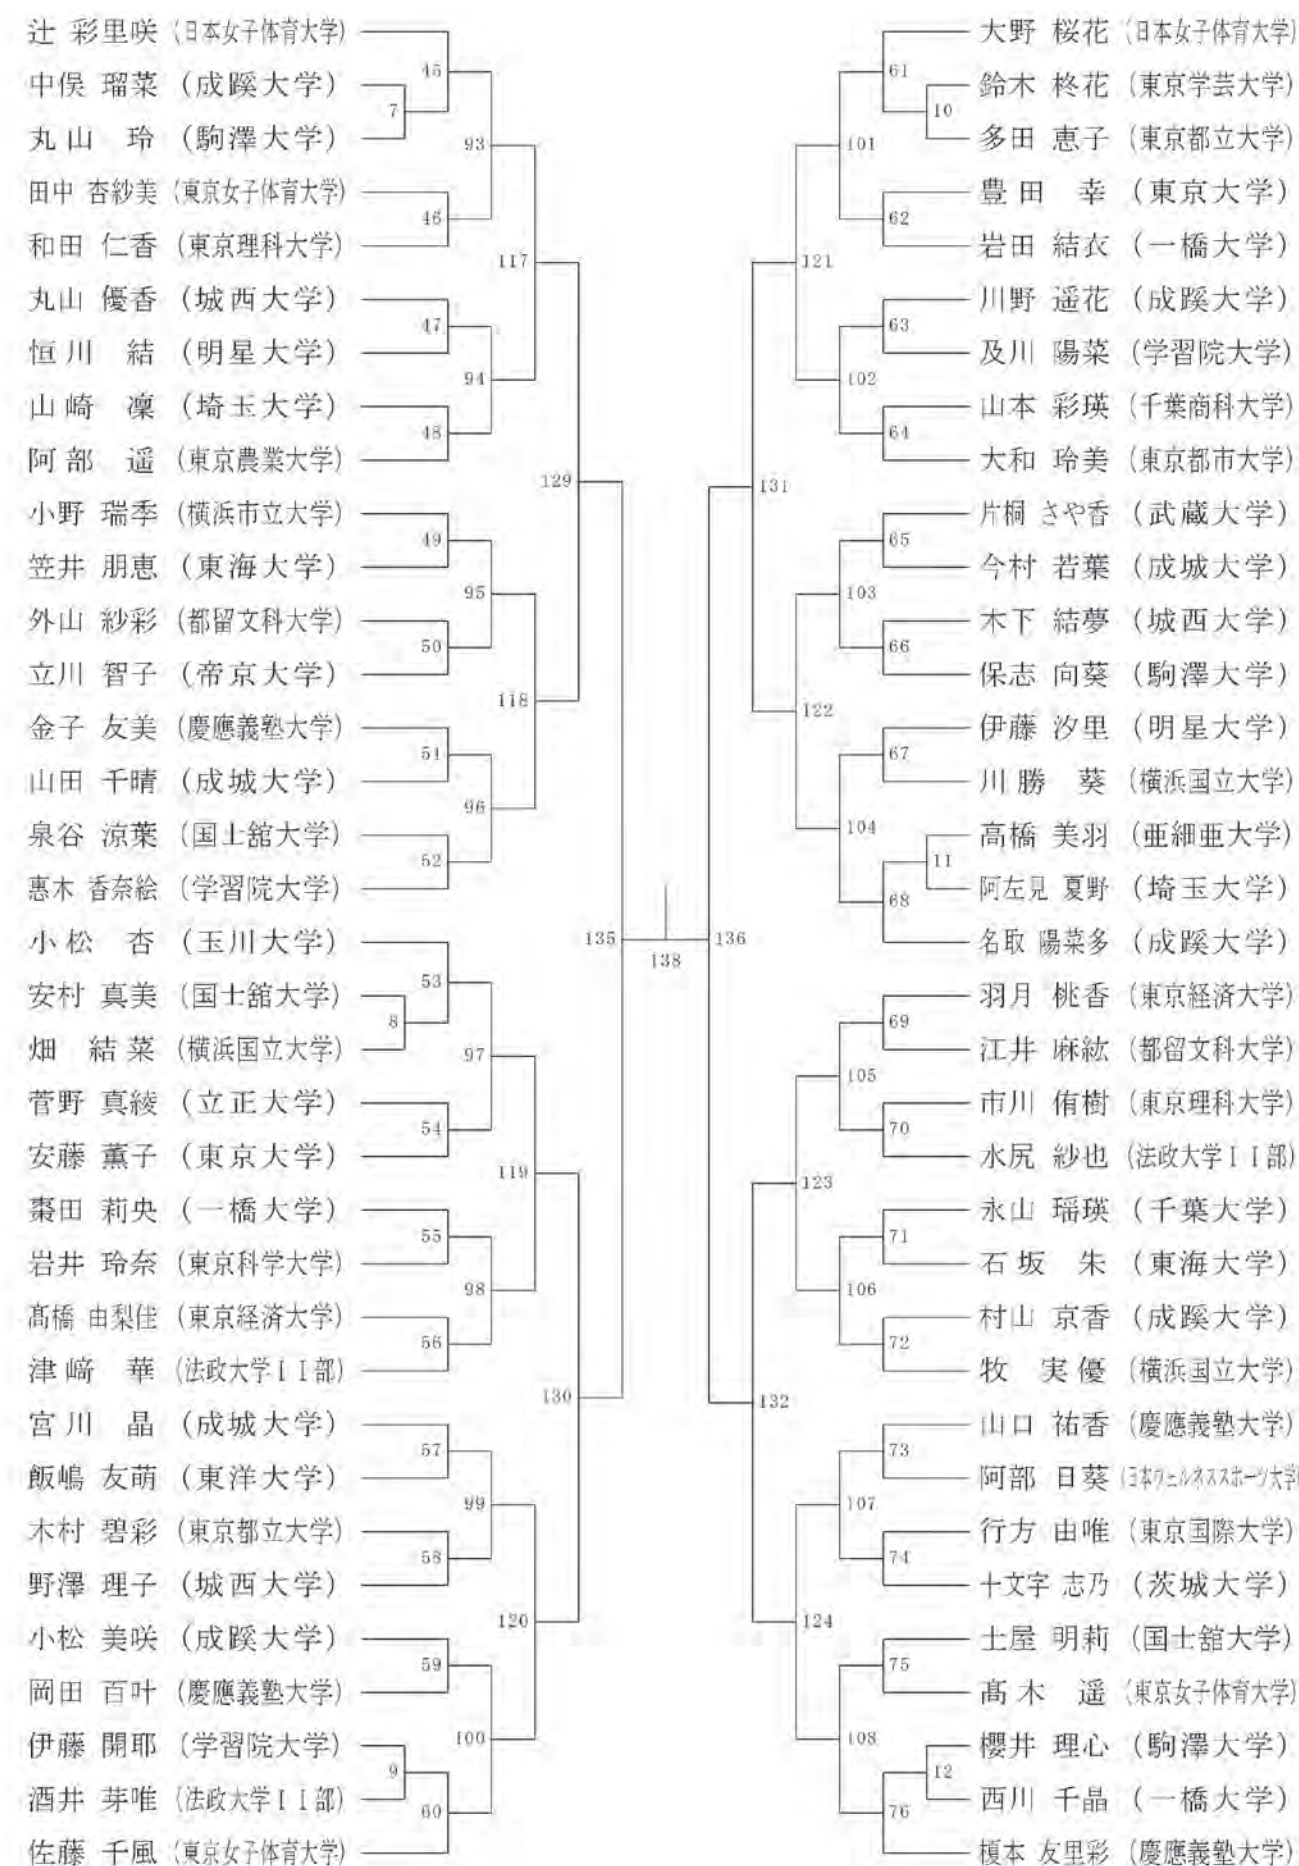 辻 彩里咲 (日本女子体育大学)
中俣 瑠菜 (成蹊大学)
丸山 玲 (駒澤大学)
田中 杏紗美 (東京女子体育大学)
和田 仁香 (東京理科大学)
丸山 優香 (城西大学)
恒川 結 (明星大学)
山崎 凜 (埼玉大学)
阿部 遥 (東京農業大学)
小野 瑞季 (横浜市立大学)
笠井 朋恵 (東海大学)
外山 紗彩 (都留文科大学)
立川 智子 (帝京大学)
金子 友美 (慶應義塾大学)
山田 千晴 (成城大学)
泉谷 涼葉 (国士舘大学)
惠木 香奈絵 (学習院大学)
小松 杏 (玉川大学)
安村 真美 (国士舘大学)
畑 結菜 (横浜国立大学)
菅野 真綾 (立正大学)
安藤 薫子 (東京大学)
棗田 莉央 (一橋大学)
岩井 玲奈 (東京科学大学)
髙橋 由梨佳 (東京経済大学)
津﨑 華 (法政大学II部)
宮川 晶 (成城大学)
飯嶋 友萌 (東洋大学)
木村 碧彩 (東京都立大学)
野澤 理子 (城西大学)
小松 美咲 (成蹊大学)
岡田 百叶 (慶應義塾大学)
伊藤 開耶 (学習院大学)
酒井 芽唯 (法政大学II部)
佐藤 千風 (東京女子体育大学)
7
8
9
45
46
47
48
49
50
51
52
53
54
55
56
57
58
59
60
93
94
95
96
97
98
99
100
117
118
119
120
129
130
135
138
136
131
132
121
122
123
124
101
102
103
104
105
106
107
108
61
62
63
64
65
66
67
68
69
70
71
72
73
74
75
76
10
11
12
大野 桜花 (日本女子体育大学)
鈴木 柊花 (東京学芸大学)
多田 恵子 (東京都立大学)
豊田 幸 (東京大学)
岩田 結衣 (一橋大学)
川野 遥花 (成蹊大学)
及川 陽菜 (学習院大学)
山本 彩瑛 (千葉商科大学)
大和 玲美 (東京都市大学)
片桐 さや香 (武蔵大学)
今村 若葉 (成城大学)
木下 結夢 (城西大学)
保志 向葵 (駒澤大学)
伊藤 汐里 (明星大学)
川勝 葵 (横浜国立大学)
高橋 美羽 (亜細亜大学)
阿左見 夏野 (埼玉大学)
名取 陽菜多 (成蹊大学)
羽月 桃香 (東京経済大学)
江井 麻紘 (都留文科大学)
市川 侑樹 (東京理科大学)
水尻 紗也 (法政大学II部)
永山 瑶瑛 (千葉大学)
石坂 朱 (東海大学)
村山 京香 (成蹊大学)
牧 実優 (横浜国立大学)
山口 祐香 (慶應義塾大学)
阿部 日葵 (日本ウェルネススポーツ大学)
行方 由唯 (東京国際大学)
十文字 志乃 (茨城大学)
土屋 明莉 (国士舘大学)
髙木 遥 (東京女子体育大学)
櫻井 理心 (駒澤大学)
西川 千晶 (一橋大学)
榎本 友里彩 (慶應義塾大学)